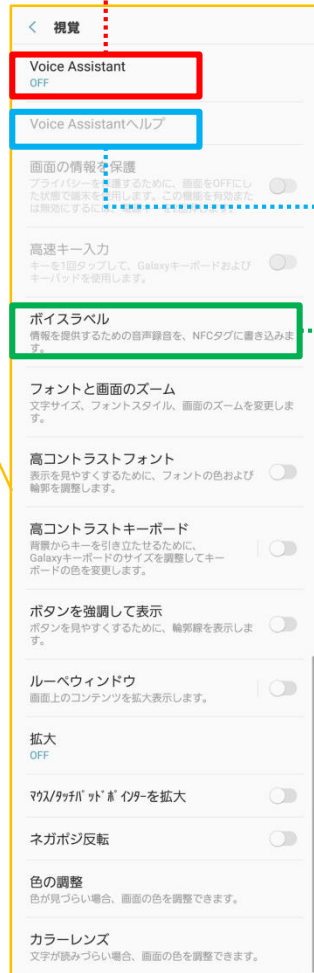 視覚
Voice Assistant
OFF
Voice Assistantヘルプ
画面の情報を保護
プライバシーを保護するために、画面をOFFにし
た状態で端末を使用します。この機能を有効また
は無効にするには、
高速キー入力
キーを1回タップして、Galaxyキーボードおよび
キーパッドを使用します。
ボイスラベル
情報を提供するための音声録音を、NFCタグに書き込みま
す。
フォントと画面のズーム
文字サイズ、フォントスタイル、画面のズームを変更しま
す。
高コントラストフォント
表示を見やすくするために、フォントの色および
輪郭を調整します。
高コントラストキーボード
背景からキーを引き立たせるために、
Galaxyキーボードのサイズを調整してキー
ボードの色を変更します。
ボタンを強調して表示
ボタンを見やすくするために、輪郭線を表示しま
す。
ルーペウィンドウ
画面上のコンテンツを拡大表示します。
拡大
OFF
ﾏｳｽ/ﾀｯﾁﾊﾟｯﾄﾞﾎﾟｲﾝﾀｰを拡大
ネガポジ反転
色の調整
色が見づらい場合、画面の色を調整できます。
カラーレンズ
文字が読みづらい場合、画面の色を調整できます。